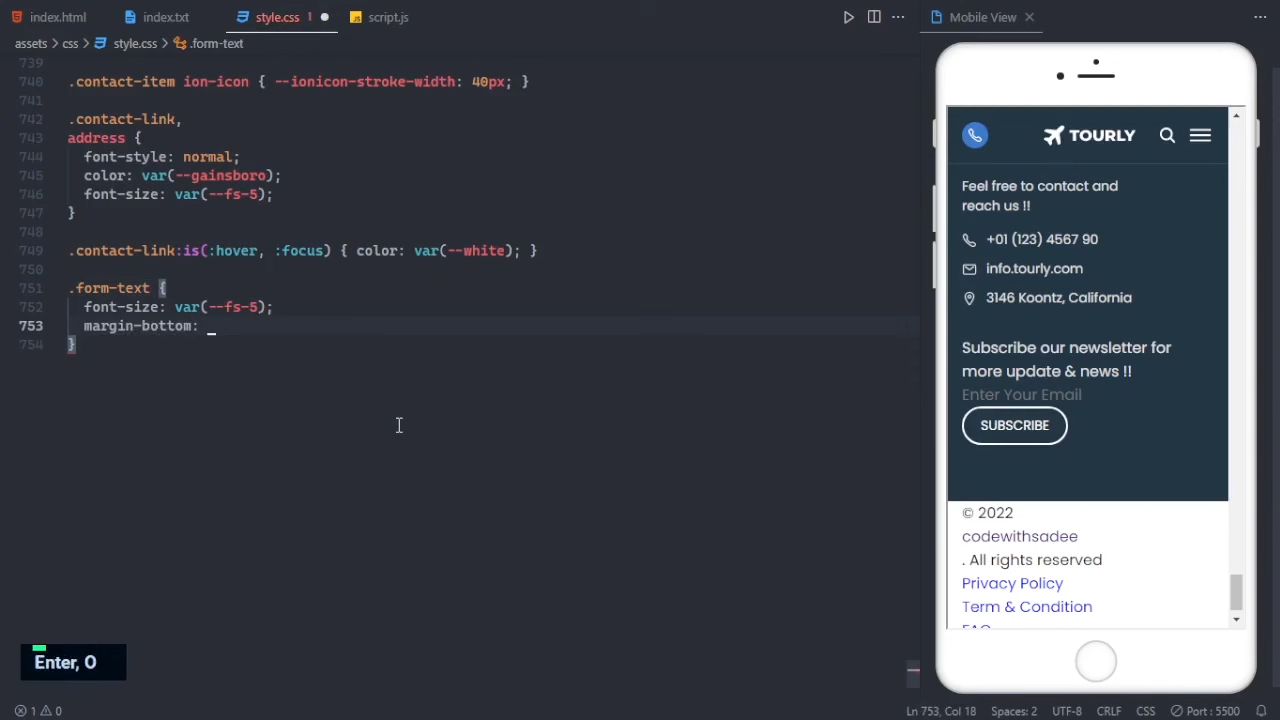 index.html
index.txt
style.css 1
script.js
Mobile View
assets > css > style.css > .form-text
739
740 .contact-item ion-icon { --ionicon-stroke-width: 40px; }
741
742 .contact-link,
743 address {
744 font-style: normal;
745 color: var(--gainsboro);
746 font-size: var(--fs-5);
747 }
748
749 .contact-link:is(:hover, :focus) { color: var(--white); }
750
751 .form-text {
752 font-size: var(--fs-5);
753 margin-bottom:
754 }
TOURLY
Feel free to contact and
reach us !!
+01 (123) 4567 90
info.tourly.com
3146 Koontz, California
Subscribe our newsletter for
more update & news !!
Enter Your Email
SUBSCRIBE
© 2022
codewithsadee
. All rights reserved
Privacy Policy
Term & Condition
FAQ
Enter, O
1 0
Ln 753, Col 18 Spaces: 2 UTF-8 CRLF CSS Port : 5500